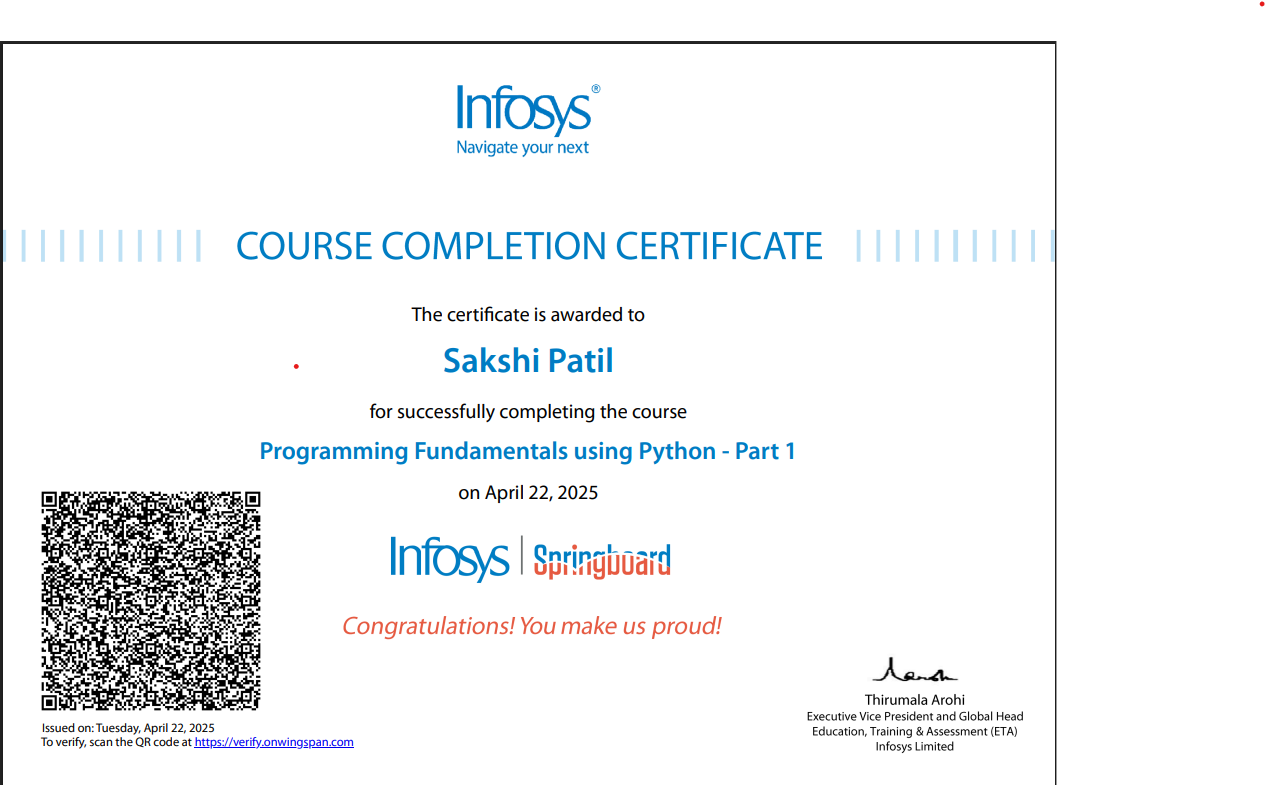 Infosys®
Navigate your next
COURSE COMPLETION CERTIFICATE
The certificate is awarded to
Sakshi Patil
for successfully completing the course
Programming Fundamentals using Python - Part 1
on April 22, 2025
Infosys | Springboard
Congratulations! You make us proud!
Thirumala Arohi
Executive Vice President and Global Head
Education, Training & Assessment (ETA)
Infosys Limited
Issued on: Tuesday, April 22, 2025
To verify, scan the QR code at https://verify.onwingspan.com